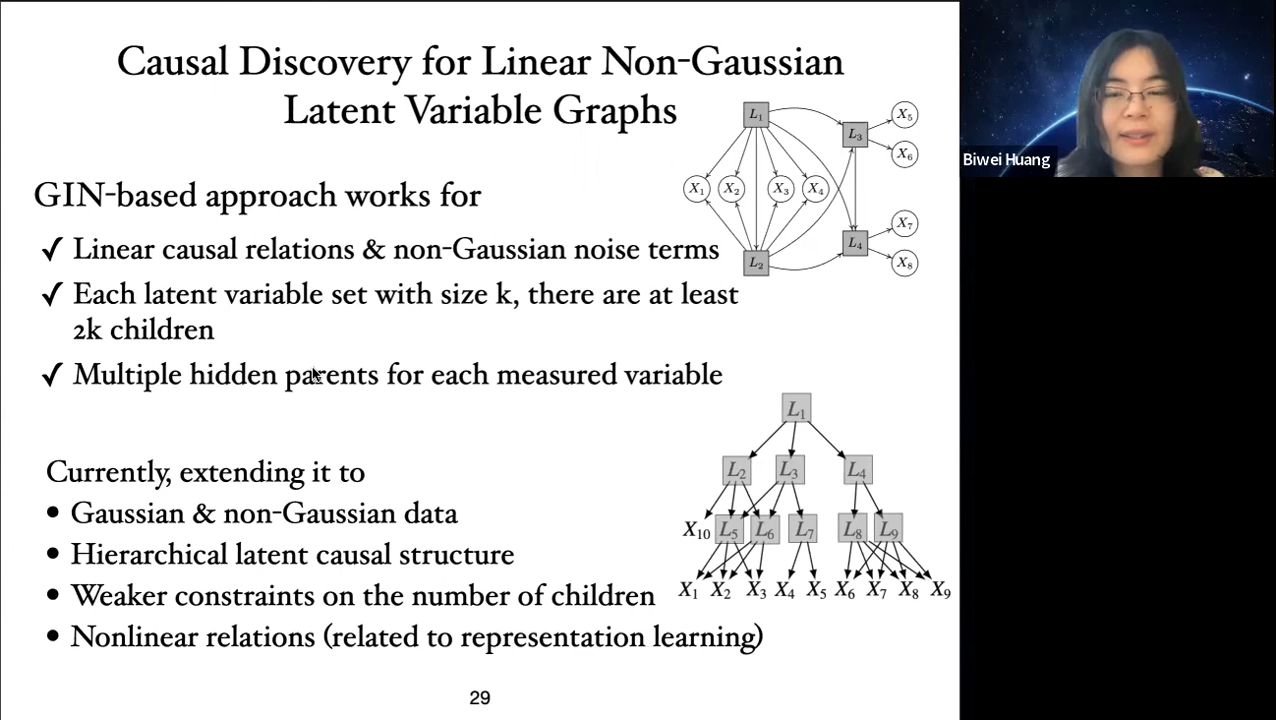 Causal Discovery for Linear Non-Gaussian
Latent Variable Graphs
GIN-based approach works for
✓ Linear causal relations & non-Gaussian noise terms
✓ Each latent variable set with size k, there are at least
2k children
✓ Multiple hidden parents for each measured variable
L₁
L₃
X₅
X₆
X₁ X₂ X₃ X₄
L₂
L₄
X₇
X₈
Currently, extending it to
• Gaussian & non-Gaussian data
• Hierarchical latent causal structure
• Weaker constraints on the number of children
• Nonlinear relations (related to representation learning)
L₁
L₂ L₃ L₄
X₁₀ L₅ L₆ L₇ L₈ L₉
X₁ X₂ X₃ X₄ X₅ X₆ X₇ X₈ X₉
29
Biwei Huang